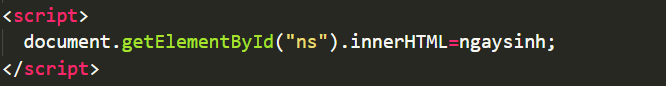 <script>
  document.getElementById("ns").innerHTML=ngaysinh;
</script>